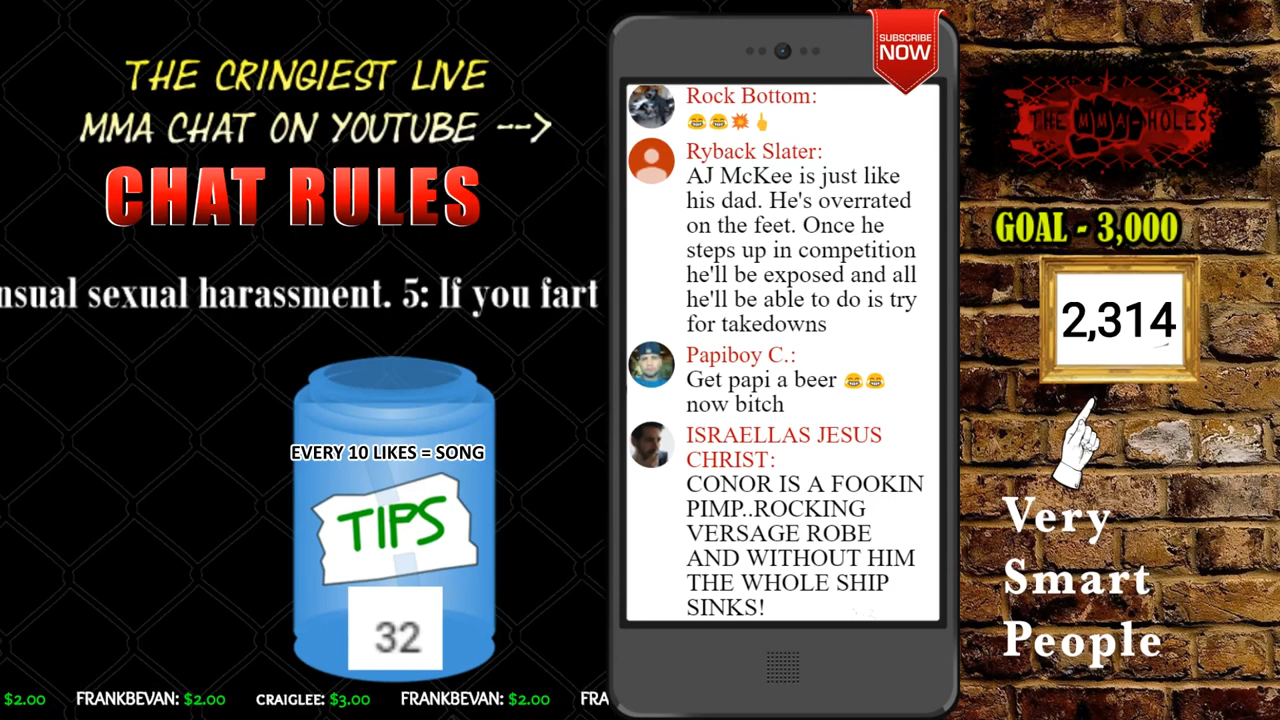 THE CRINGIEST LIVE
MMA CHAT ON YOUTUBE -->
CHAT RULES
nsual sexual harassment. 5: If you fart
EVERY 10 LIKES = SONG
TIPS
32
$2.00 FRANKBEVAN: $2.00 CRAIGLEE: $3.00 FRANKBEVAN: $2.00 FRA
SUBSCRIBE
NOW
Rock Bottom:
😂😂💥🖕
Ryback Slater:
AJ McKee is just like
his dad. He's overrated
on the feet. Once he
steps up in competition
he'll be exposed and all
he'll be able to do is try
for takedowns
Papiboy C.:
Get papi a beer 😂😂
now bitch
ISRAELLAS JESUS
CHRIST:
CONOR IS A FOOKIN
PIMP..ROCKING
VERSAGE ROBE
AND WITHOUT HIM
THE WHOLE SHIP
SINKS!
THE MMA-HOLES
GOAL - 3,000
2,314
Very
Smart
People